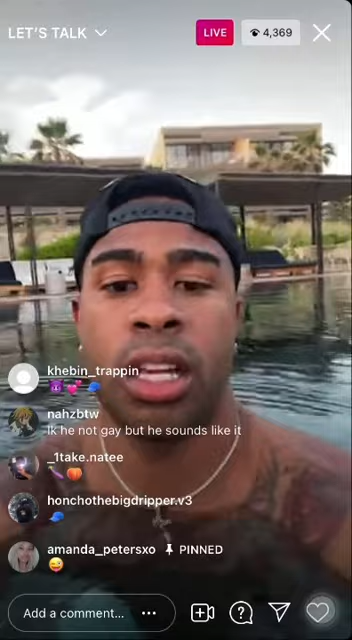 LET'S TALK
LIVE
4,369
khebin_trappin
nahzbtw
Ik he not gay but he sounds like it
_1take.natee
honchothebigdripper.v3
amanda_petersxo PINNED
Add a comment...